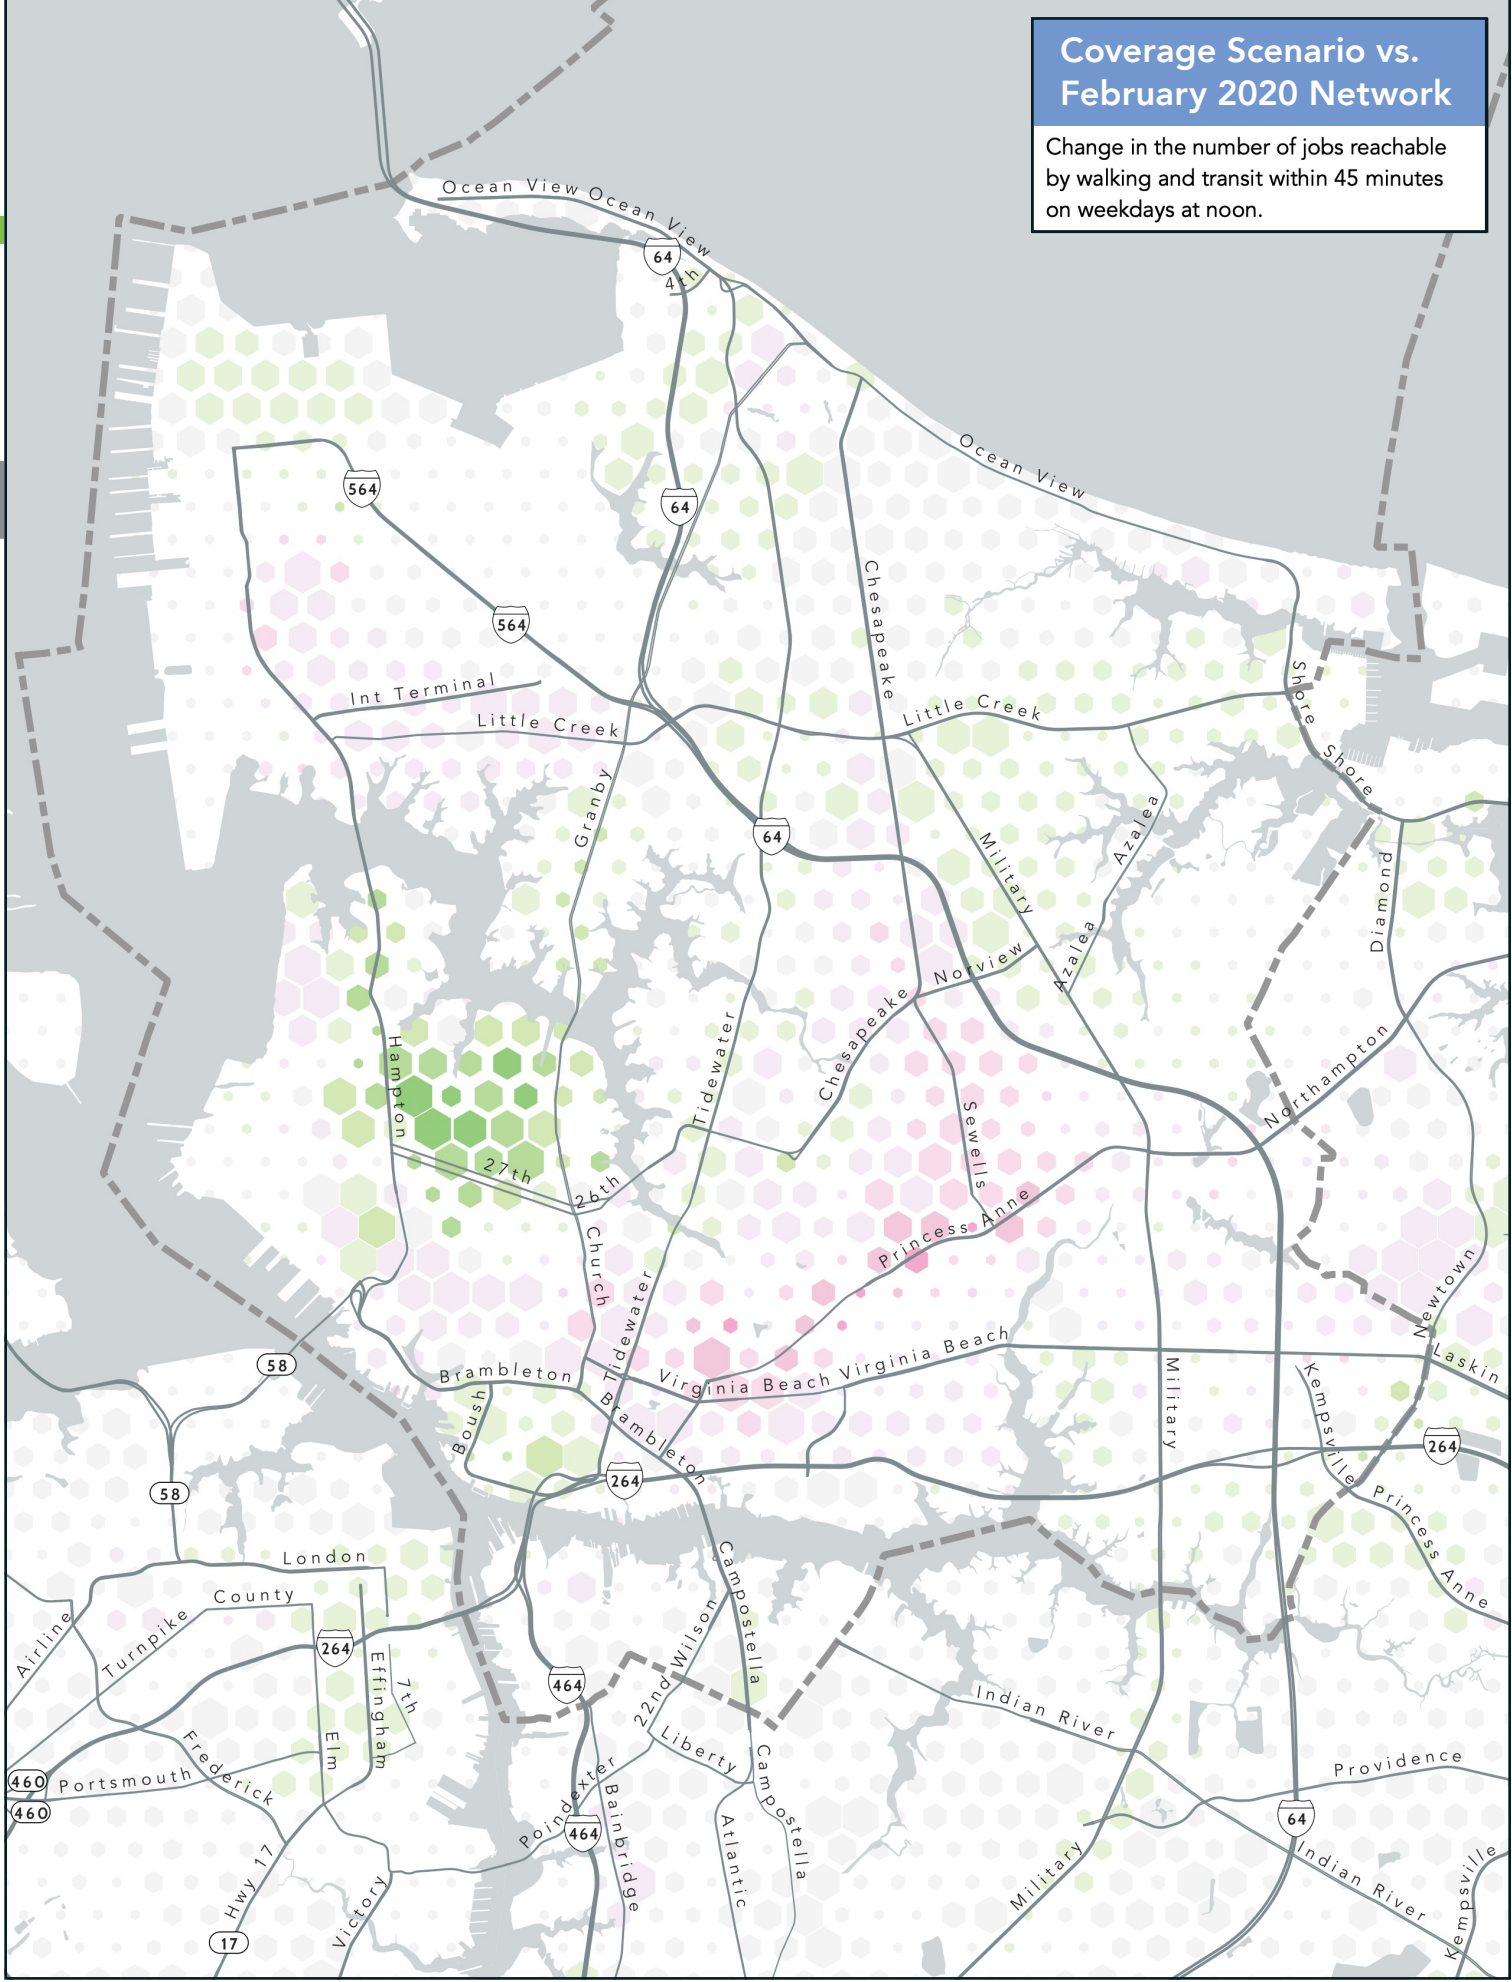 Coverage Scenario vs.
February 2020 Network
Change in the number of jobs reachable
by walking and transit within 45 minutes
on weekdays at noon.
Ocean View
Ocean View
64
4th
Ocean View
564
64
Chesapeake
564
Int Terminal
Little Creek
Little Creek
Shore
Shore
Granby
64
Military
Azalea
Diamond
Azalea
Norview
Chesapeake
Hampton
Tidewater
Sewells
Northampton
27th
26th
Princess Anne
Church
Tidewater
Newtown
58
Brambleton
Virginia Beach
Virginia Beach
Laskin
Boush
Brambleton
Military
Kempsville
264
264
58
Princess Anne
London
County
Campostella
Airline
Turnpike
264
Effingham
7th
464
22nd
Wilson
Indian River
Elm
Liberty
Frederick
Campostella
460
Portsmouth
Providence
460
Poindexter
Bainbridge
464
Atlantic
64
Hwy 17
Victory
Military
Indian River
17
Kempsville